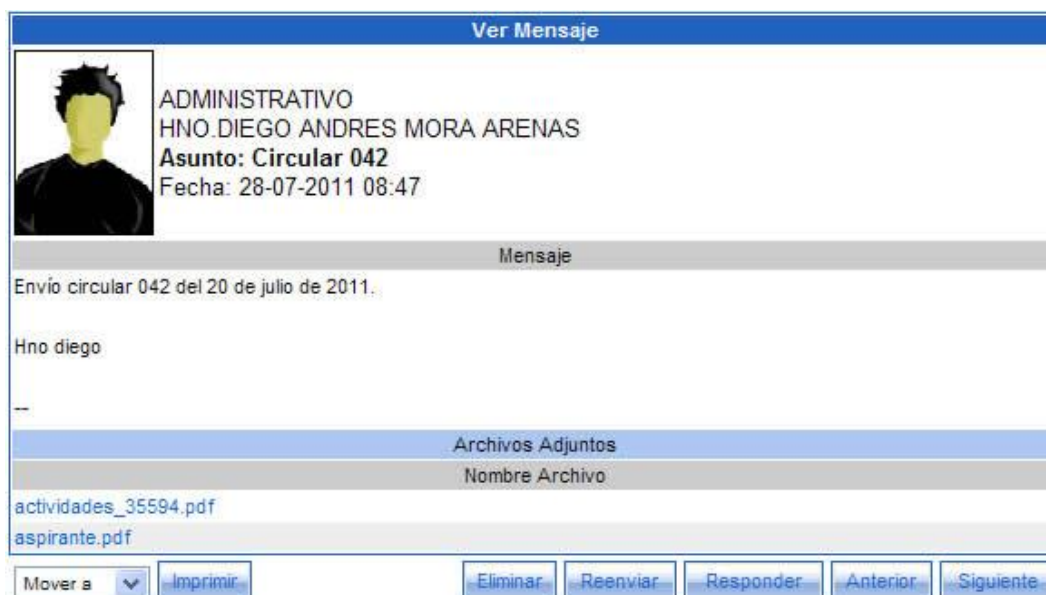 Ver Mensaje
ADMINISTRATIVO
HNO.DIEGO ANDRES MORA ARENAS
Asunto: Circular 042
Fecha: 28-07-2011 08:47
Mensaje
Envío circular 042 del 20 de julio de 2011.
Hno diego
--
Archivos Adjuntos
Nombre Archivo
actividades_35594.pdf
aspirante.pdf
Mover a Imprimir Eliminar Reenviar Responder Anterior Siguiente